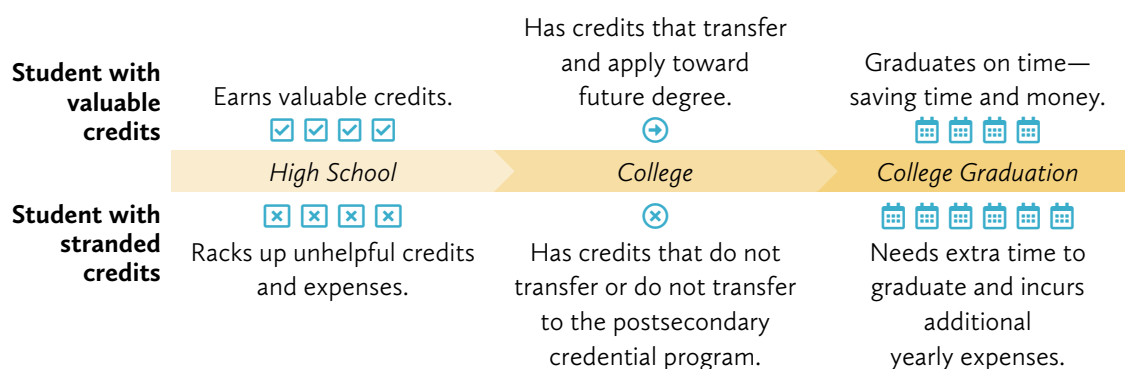 Student with
valuable
credits
Earns valuable credits.
Has credits that transfer
and apply toward
future degree.
Graduates on time—
saving time and money.
High School
College
College Graduation
Student with
stranded
credits
Racks up unhelpful credits
and expenses.
Has credits that do not
transfer or do not transfer
to the postsecondary
credential program.
Needs extra time to
graduate and incurs
additional
yearly expenses.